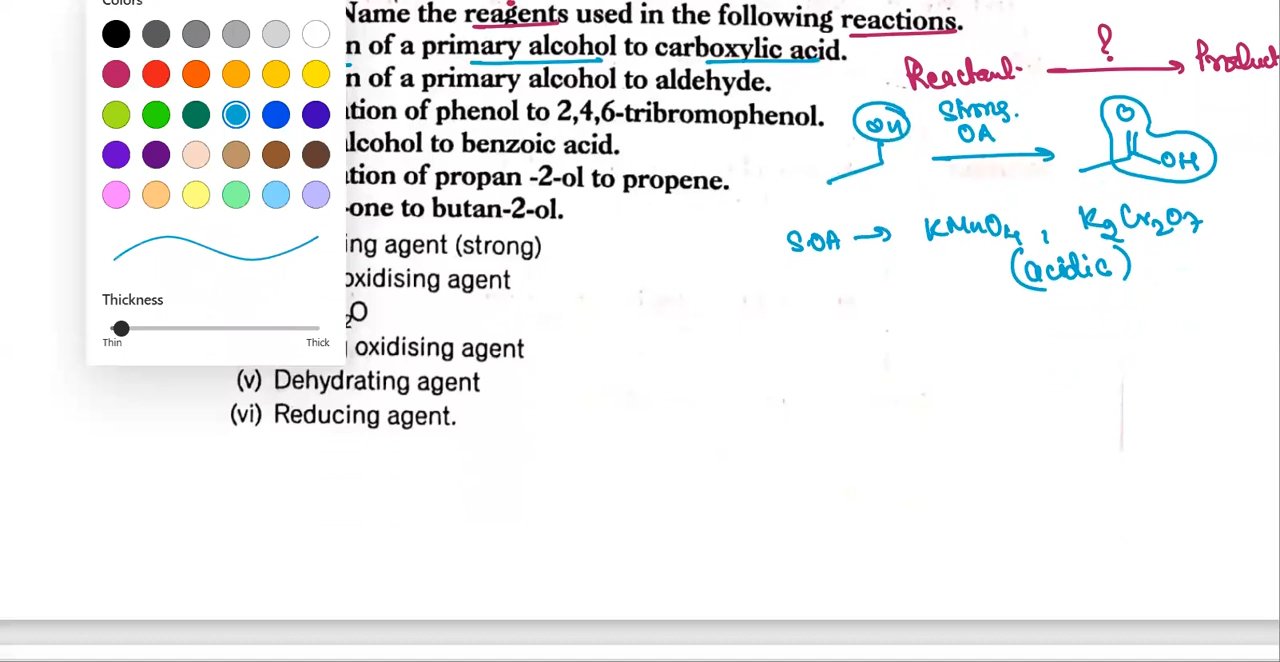 Colors
Name the reagents used in the following reactions.
n of a primary alcohol to carboxylic acid.
n of a primary alcohol to aldehyde.
tion of phenol to 2,4,6-tribromophenol.
lcohol to benzoic acid.
tion of propan -2-ol to propene.
-one to butan-2-ol.
ing agent (strong)
oxidising agent
2O
oxidising agent
(v) Dehydrating agent
(vi) Reducing agent.
Thickness
Thin Thick
Reactant ? Product
OH Strong. OA O OH
SOA → KMnO4, K2Cr2O7
(acidic)